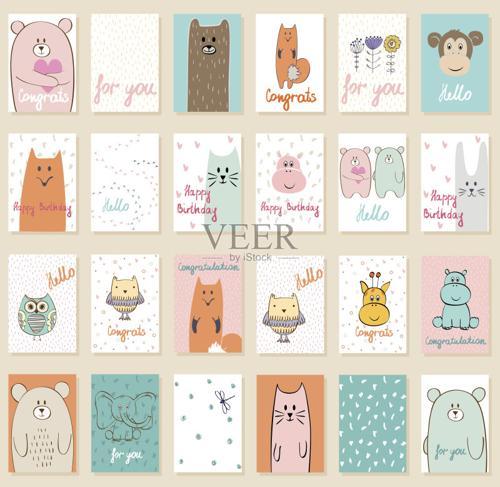 Congrats
for you
Congrats
for you
Hello
Happy Birthday
Hello
Happy
Birthday
Happy Birthday
Hello
Happy
Birthday
VEER
by iStock
Hello
Congrats
Congratulation
Hello
Congrats
Congratulation
for you
for you